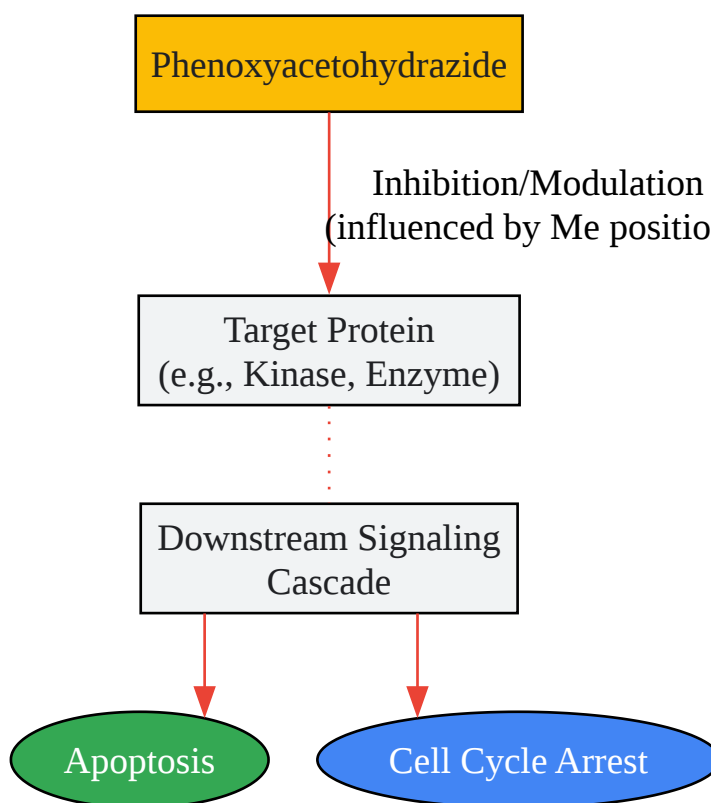 Phenoxyacetohydrazide
Inhibition/Modulation
(influenced by Me positio
Target Protein
(e.g., Kinase, Enzyme)
Downstream Signaling
Cascade
Apoptosis
Cell Cycle Arrest